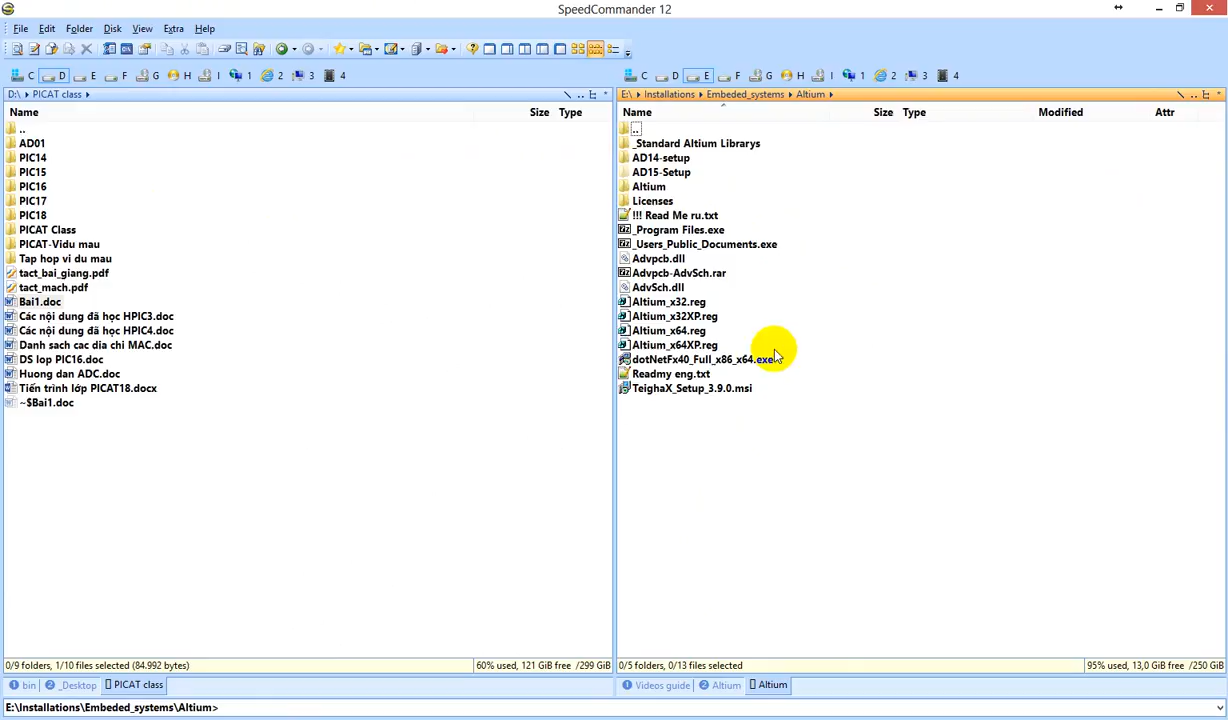 SpeedCommander 12
File Edit Folder Disk View Extra Help
C D E F G H I 1 2 3 4
C D E F G H I 1 2 3 4
D:\ PICAT class
Name Size Type
..
AD01
PIC14
PIC15
PIC16
PIC17
PIC18
PICAT Class
PICAT-Vidu mau
Tap hop vi du mau
tact_bai_giang.pdf
tact_mach.pdf
Bai1.doc
Các nội dung đã học HPIC3.doc
Các nội dung đã học HPIC4.doc
Danh sach cac dia chi MAC.doc
DS lop PIC16.doc
Huong dan ADC.doc
Tiến trình lớp PICAT18.docx
~$Bai1.doc
0/9 folders, 1/10 files selected (84.992 bytes)
60% used, 121 GiB free /299 GiB
bin
_Desktop
PICAT class
E:\ Installations Embeded_systems Altium
Name Size Type Modified Attr
..
_Standard Altium Librarys
AD14-setup
AD15-Setup
Altium
Licenses
!!! Read Me ru.txt
_Program Files.exe
_Users_Public_Documents.exe
Advpcb.dll
Advpcb-AdvSch.rar
AdvSch.dll
Altium_x32.reg
Altium_x32XP.reg
Altium_x64.reg
Altium_x64XP.reg
dotNetFx40_Full_x86_x64.exe
Readmy eng.txt
TeighaX_Setup_3.9.0.msi
0/5 folders, 0/13 files selected
95% used, 13,0 GiB free /250 GiB
Videos guide
Altium
Altium
E:\Installations\Embeded_systems\Altium>